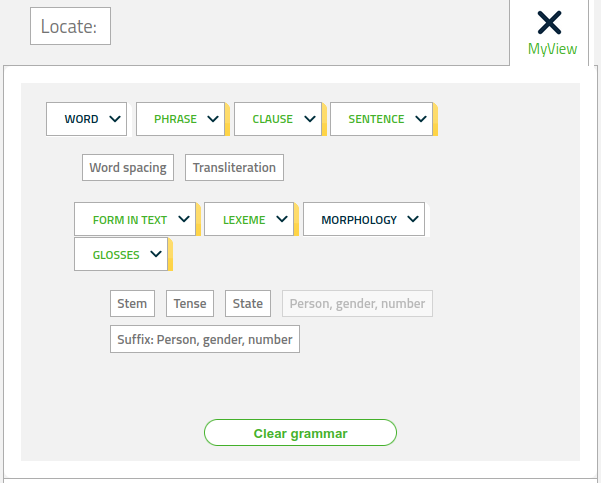 Locate:
MyView
WORD PHRASE CLAUSE SENTENCE
Word spacing Transliteration
FORM IN TEXT LEXEME MORPHOLOGY
GLOSSES
Stem Tense State Person, gender, number
Suffix: Person, gender, number
Clear grammar